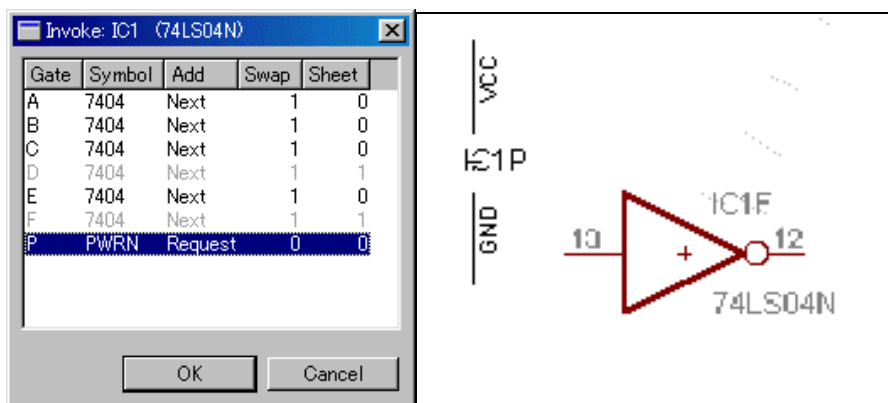 Invoke: IC1 (74LS04N)
Gate Symbol Add Swap Sheet
A 7404 Next 1 0
B 7404 Next 1 0
C 7404 Next 1 0
D 7404 Next 1 1
E 7404 Next 1 0
F 7404 Next 1 1
P PWRN Request 0 0
OK Cancel
VCC
IC1P
GND
IC1F
13 12
74LS04N